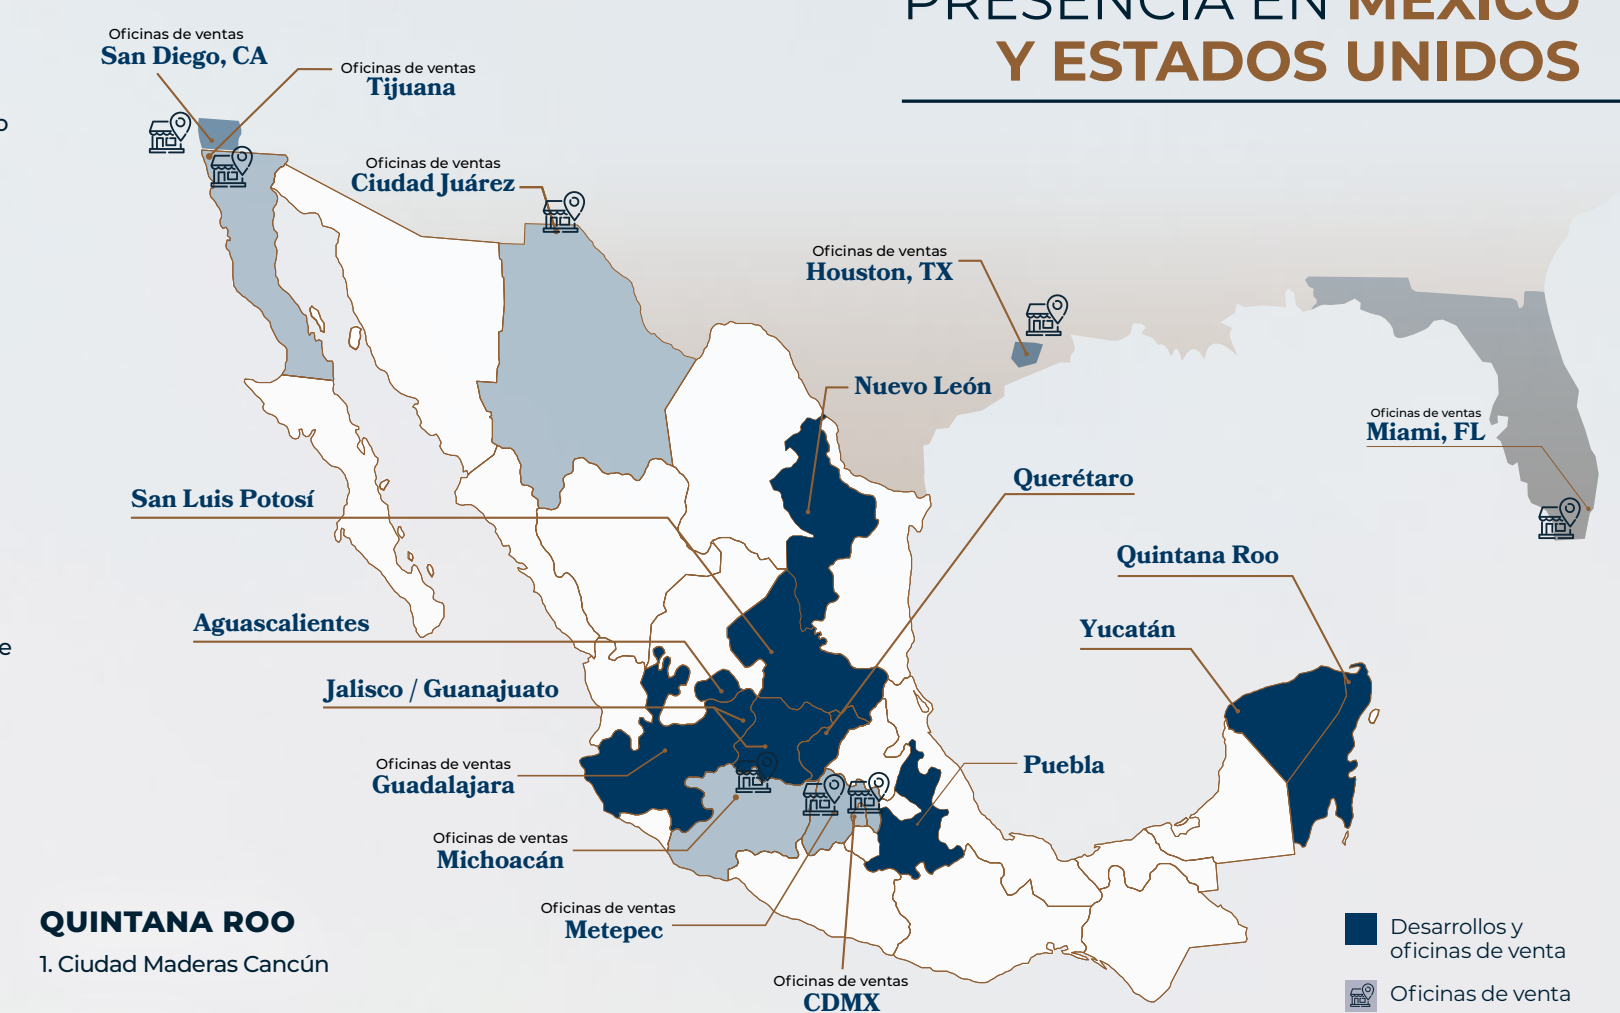 PRESENCIA EN MÉXICO
Y ESTADOS UNIDOS
Oficinas de ventas
San Diego, CA
Oficinas de ventas
Tijuana
o
Oficinas de ventas
Ciudad Juárez
Oficinas de ventas
Houston, TX
Nuevo León
Oficinas de ventas
Miami, FL
Querétaro
San Luis Potosí
Quintana Roo
Aguascalientes
Yucatán
e
Jalisco / Guanajuato
Oficinas de ventas
Guadalajara
Puebla
Oficinas de ventas
Michoacán
Oficinas de ventas
Metepec
Oficinas de ventas
CDMX
QUINTANA ROO
1. Ciudad Maderas Cancún
Desarrollos y
oficinas de venta
Oficinas de venta